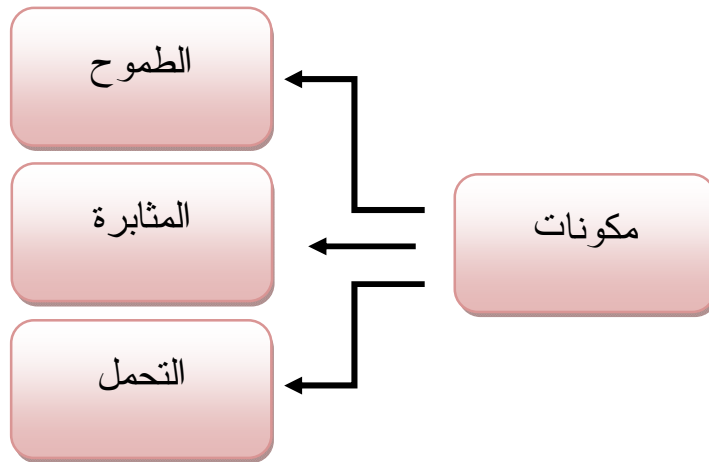 مكونات
الطموح
المثابرة
التحمل